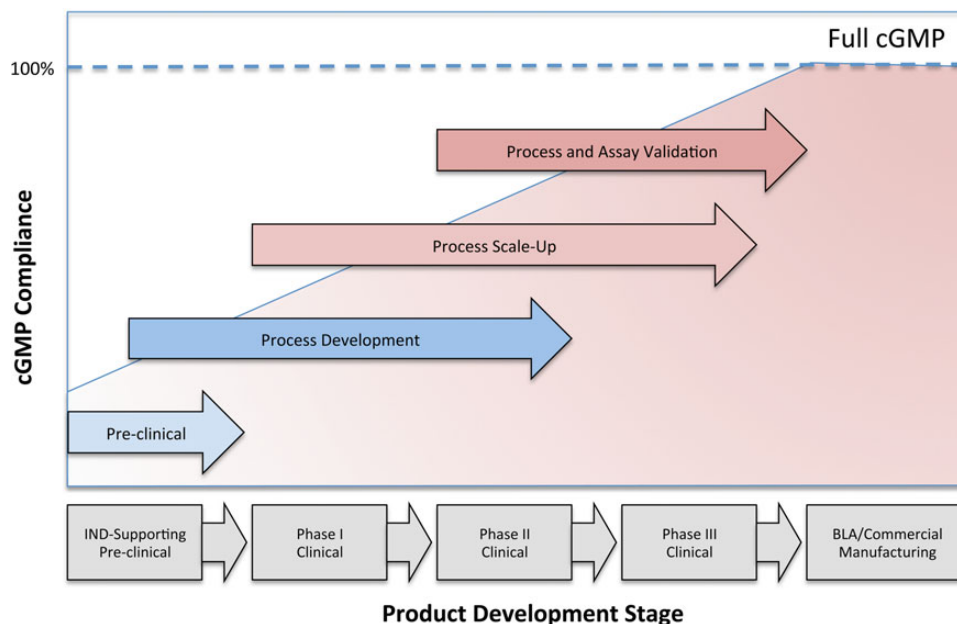 Full cGMP
100%
Process and Assay Validation
Process Scale-Up
cGMP Compliance
Process Development
Pre-clinical
IND-Supporting
Pre-clinical
Phase I
Clinical
Phase II
Clinical
Phase III
Clinical
BLA/Commercial
Manufacturing
Product Development Stage